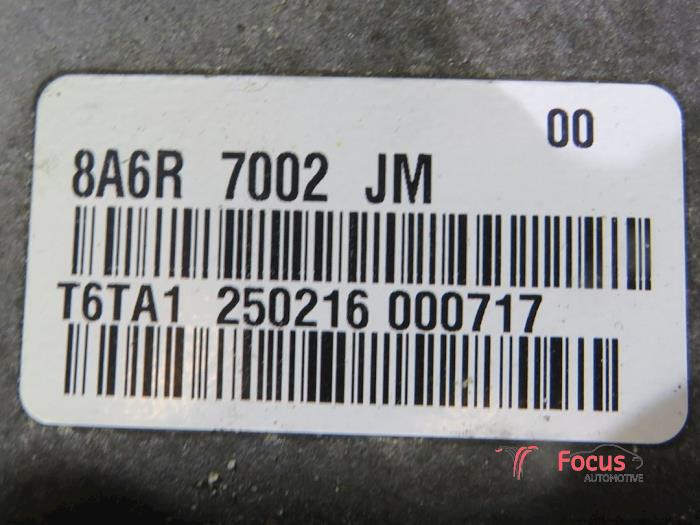 00
8A6R 7002 JM
T6TA1 250216 000717
Focus
AUTOMOTIVE